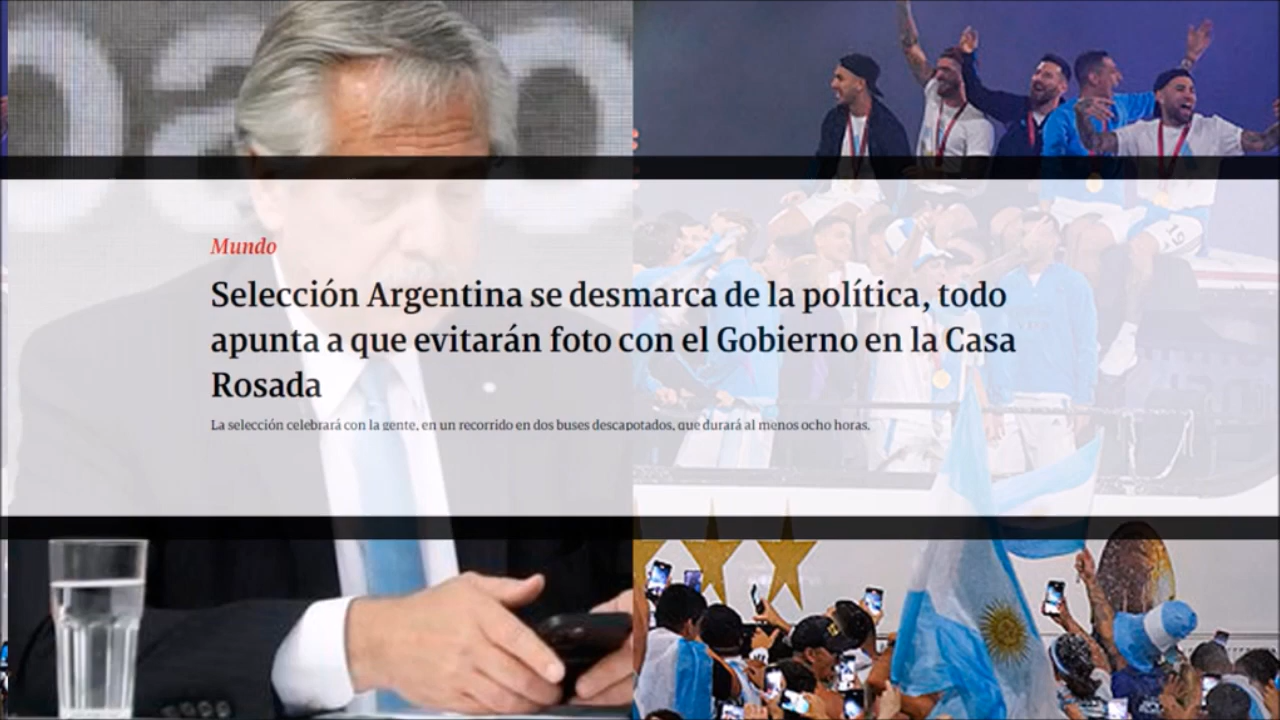 Mundo
Selección Argentina se desmarca de la política, todo
apunta a que evitarán foto con el Gobierno en la Casa
Rosada
La selección celebrará con la gente, en un recorrido en dos buses descapotados, que durará al menos ocho horas.
19